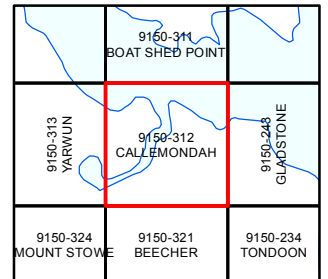 9150-311
BOAT SHED POINT
9150-313
YARWUN
9150-312
CALLEMONDAH
9150-243
GLADSTONE
9150-324
MOUNT STOWE
9150-321
BEECHER
9150-234
TONDOON